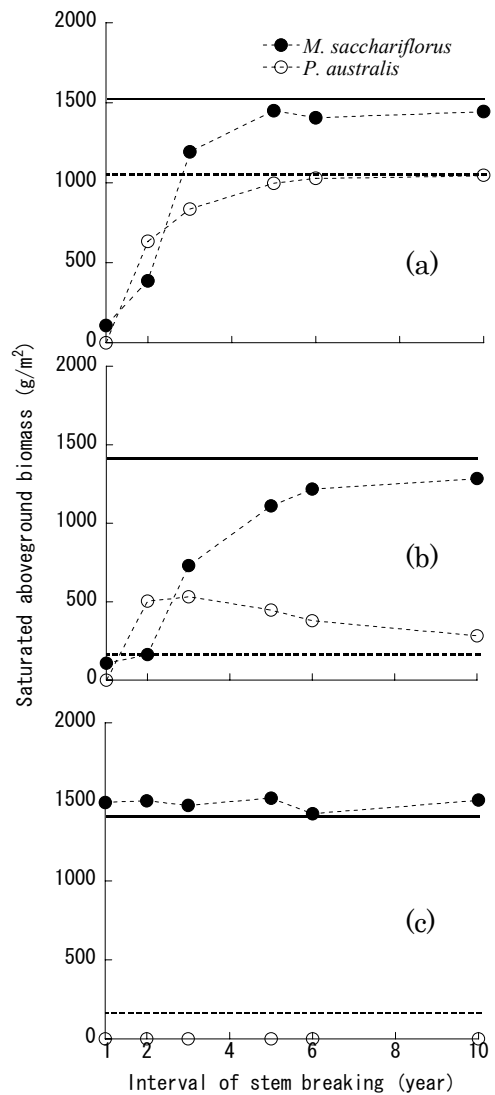 2000
M. sacchariflorus
P. australis
1500
1000
500
0
(a)
2000
1500
1000
500
0
(b)
2000
1500
1000
500
0
(c)
Saturated aboveground biomass (g/m²)
1 2 4 6 8 10
Interval of stem breaking (year)